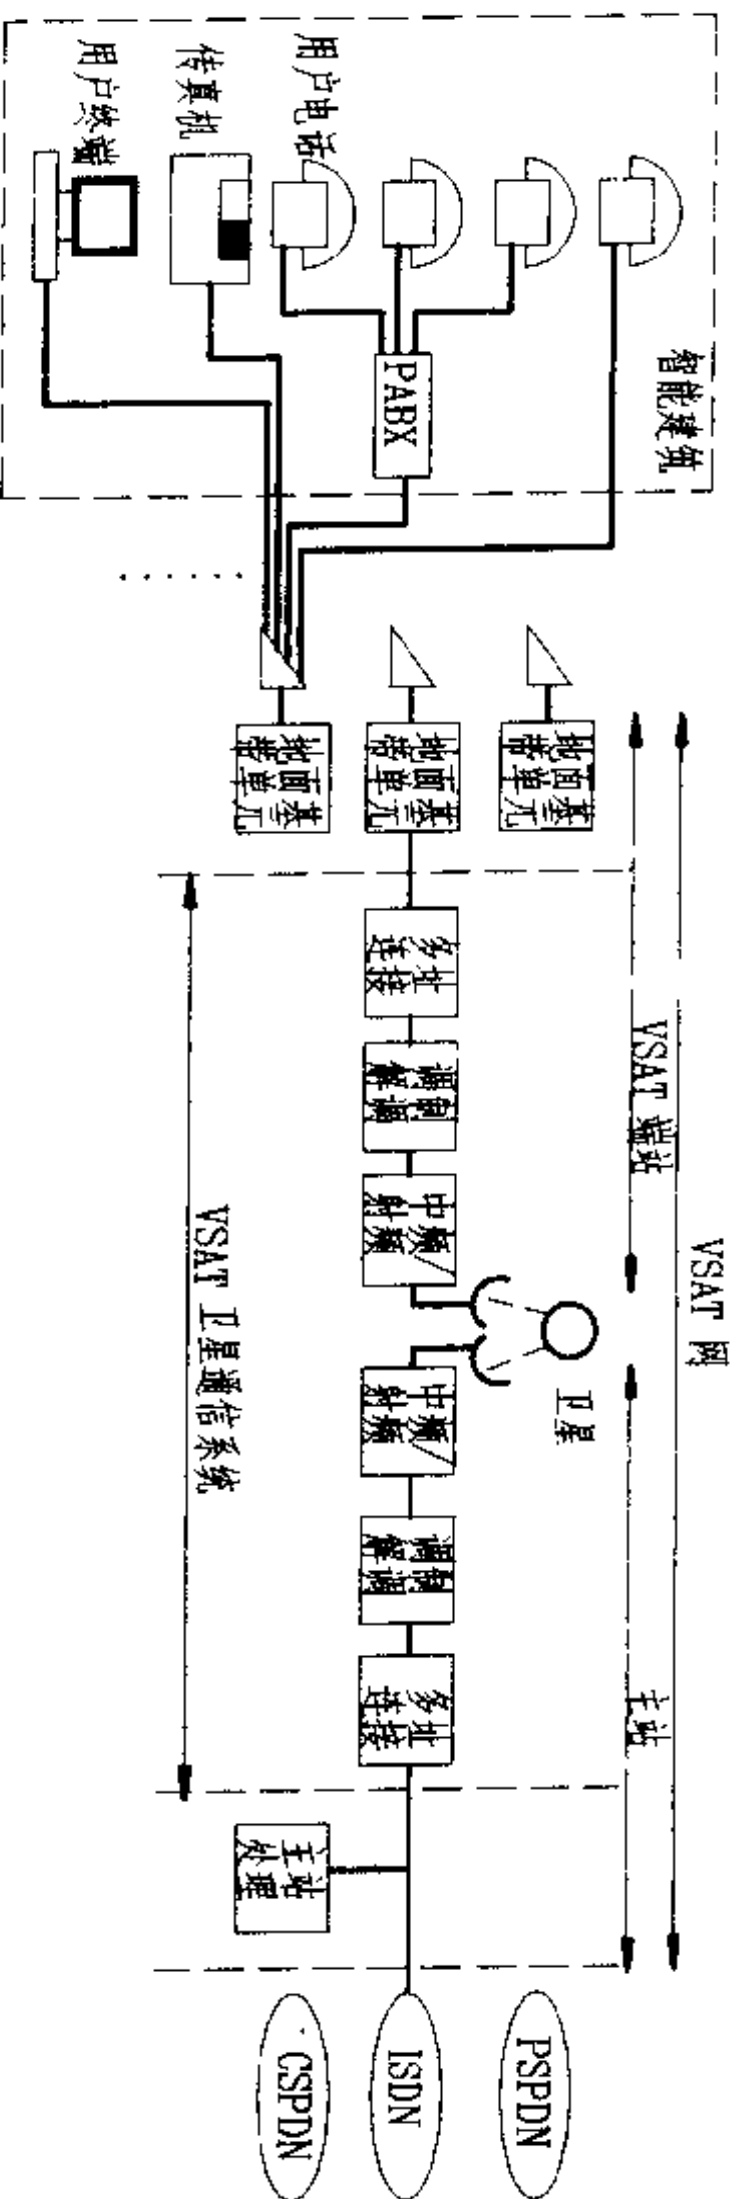 智能建筑
用户电话
传真机
用户终端
PABX
VSAT 网
VSAT 端站
主站
地面基
带单元
地面基
带单元
地面基
带单元
多址
连接
调制
解调
中频/
射频
卫星
中频/
射频
调制
解调
多址
连接
VSAT 卫星通信系统
主站
处理
PSPDN
ISDN
CSPDN